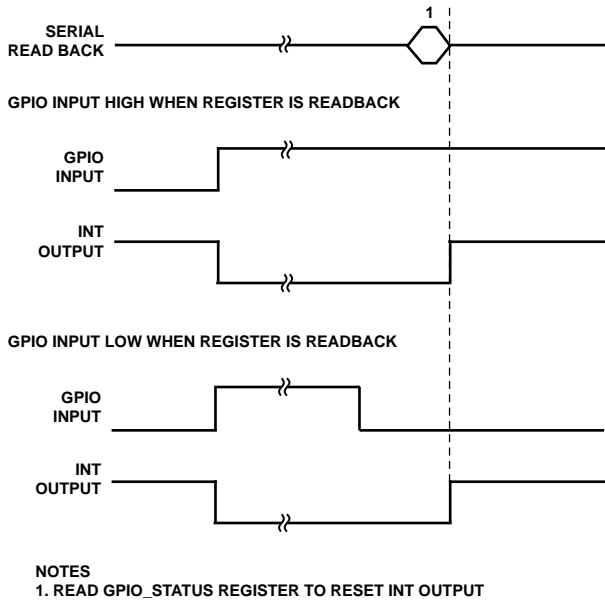 1
SERIAL
READ BACK
GPIO INPUT HIGH WHEN REGISTER IS READBACK
GPIO
INPUT
INT
OUTPUT
GPIO INPUT LOW WHEN REGISTER IS READBACK
GPIO
INPUT
INT
OUTPUT
NOTES
1. READ GPIO_STATUS REGISTER TO RESET INT OUTPUT